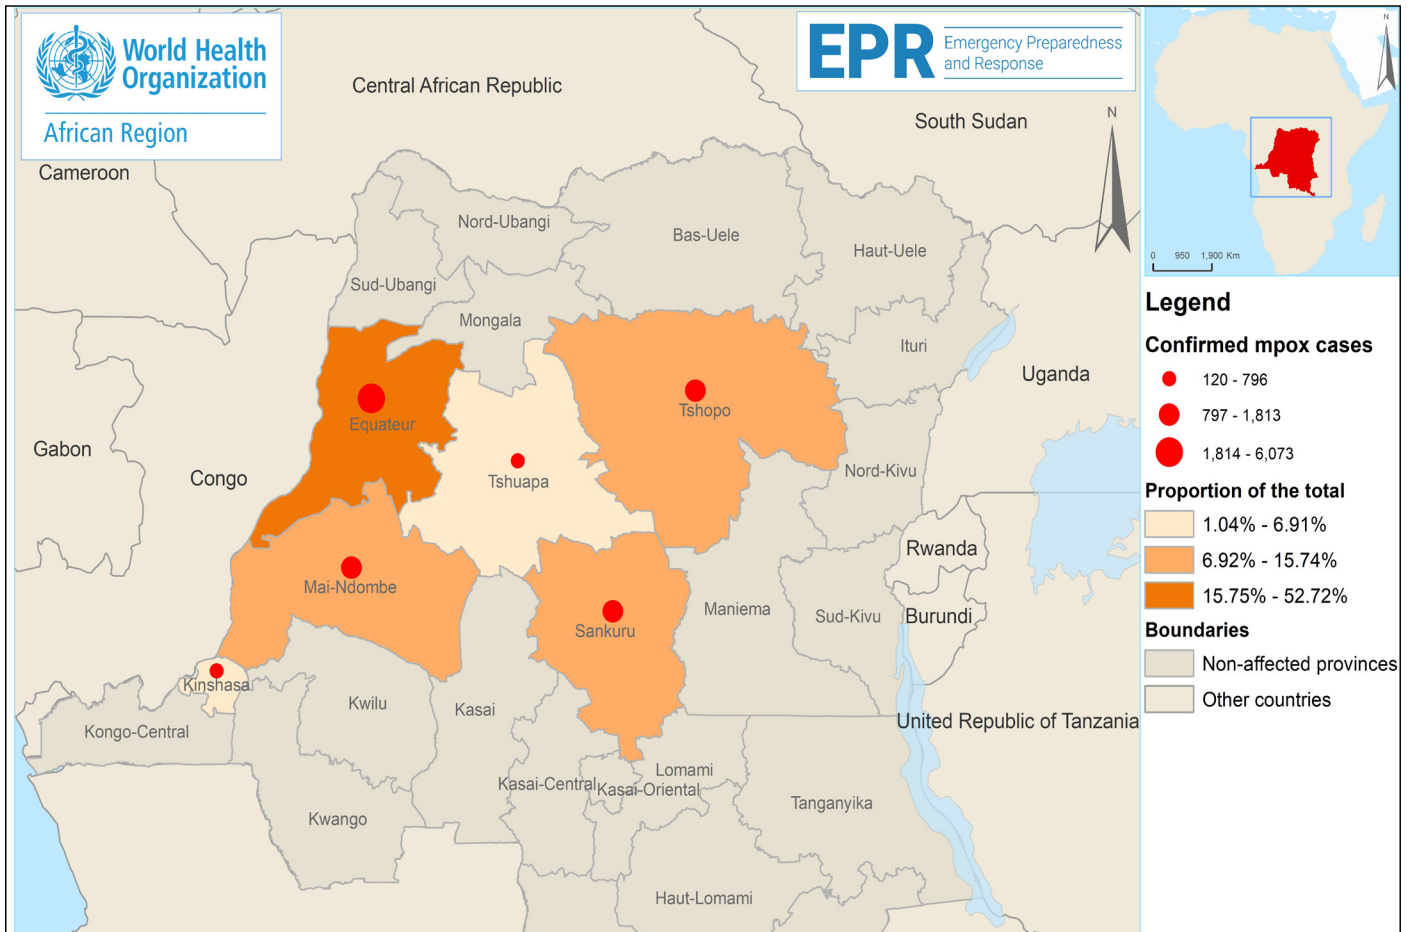 World Health
Organization
African Region
EPR
Emergency Preparedness
and Response
Central African Republic
South Sudan
Cameroon
N
Nord-Ubangi
Bas-Uele
Haut-Uele
Sud-Ubangi
Mongala
Ituri
Uganda
Equateur
Tshopo
Gabon
Congo
Tshuapa
Nord-Kivu
Rwanda
Mai-Ndombe
Maniema
Sud-Kivu
Burundi
Sankuru
Kinshasa
Kwilu
Kasai
Kongo-Central
United Republic of Tanzania
Kasai-Central
Lomami
Kasai-Oriental
Tanganyika
Kwango
Haut-Lomami
N
0 950 1,900 Km
Legend
Confirmed mpox cases
120 - 796
797 - 1,813
1,814 - 6,073
Proportion of the total
1.04% - 6.91%
6.92% - 15.74%
15.75% - 52.72%
Boundaries
Non-affected provinces
Other countries